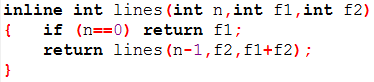 inline int lines(int n,int f1,int f2)
{   if (n==0) return f1;
    return lines(n-1,f2,f1+f2);
}